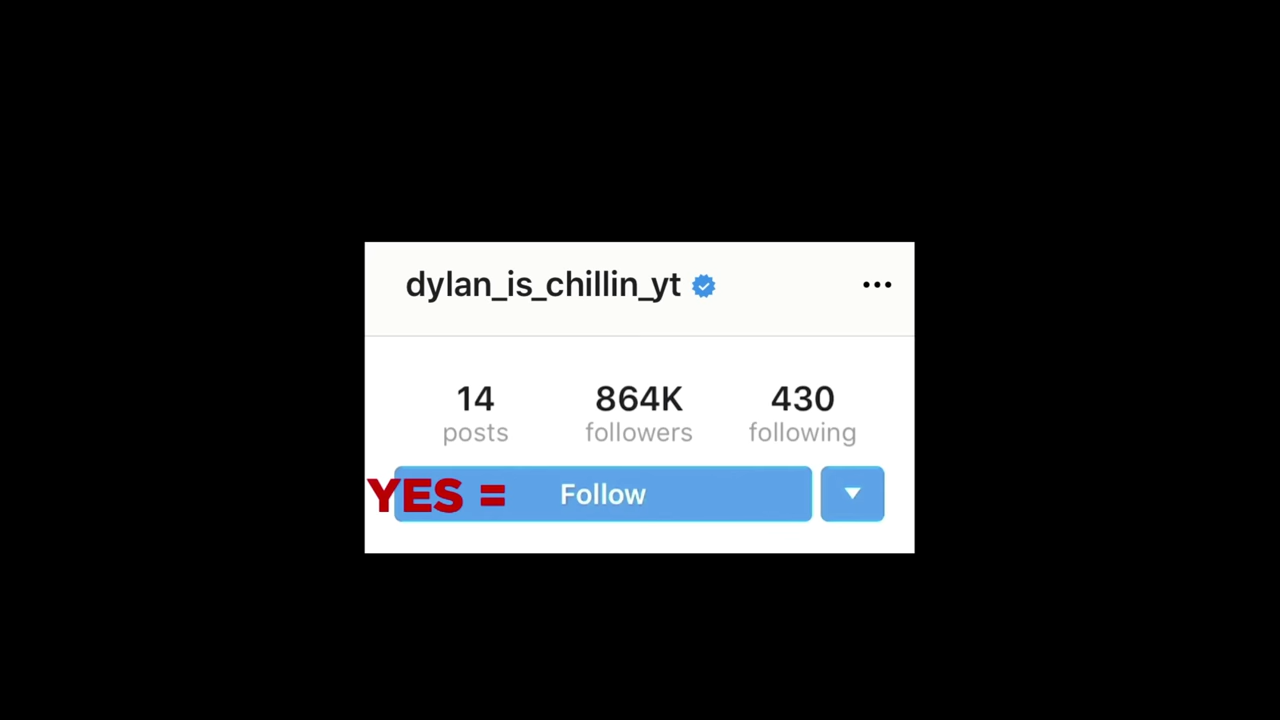 dylan_is_chillin_yt
14 864K 430
posts followers following
YES = Follow